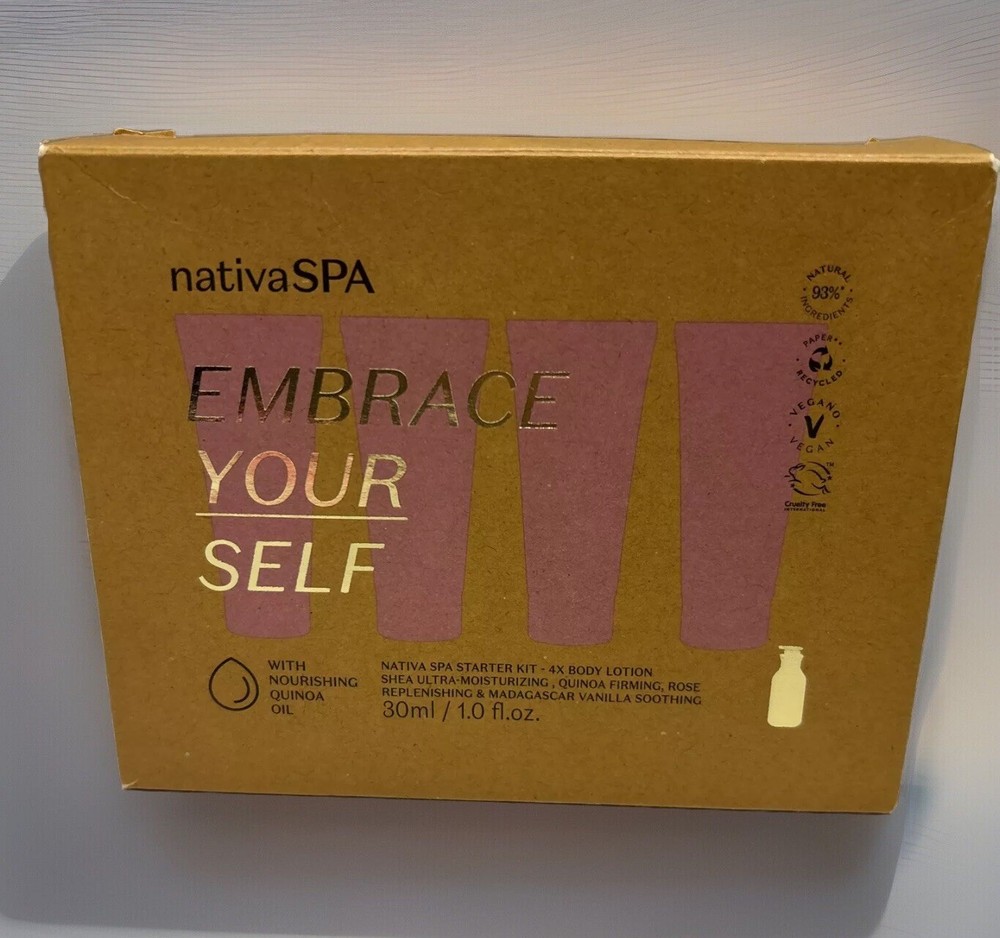 nativaSPA
EMBRACE
YOUR
SELF
NATURAL
93%*
INGREDIENTS
PAPER**
RECYCLED
VEGANO
V
VEGAN
TM
Cruelty Free
INTERNATIONAL
WITH
NOURISHING
QUINOA
OIL
NATIVA SPA STARTER KIT - 4X BODY LOTION
SHEA ULTRA-MOISTURIZING , QUINOA FIRMING, ROSE
REPLENISHING & MADAGASCAR VANILLA SOOTHING
30ml / 1.0 fl.oz.